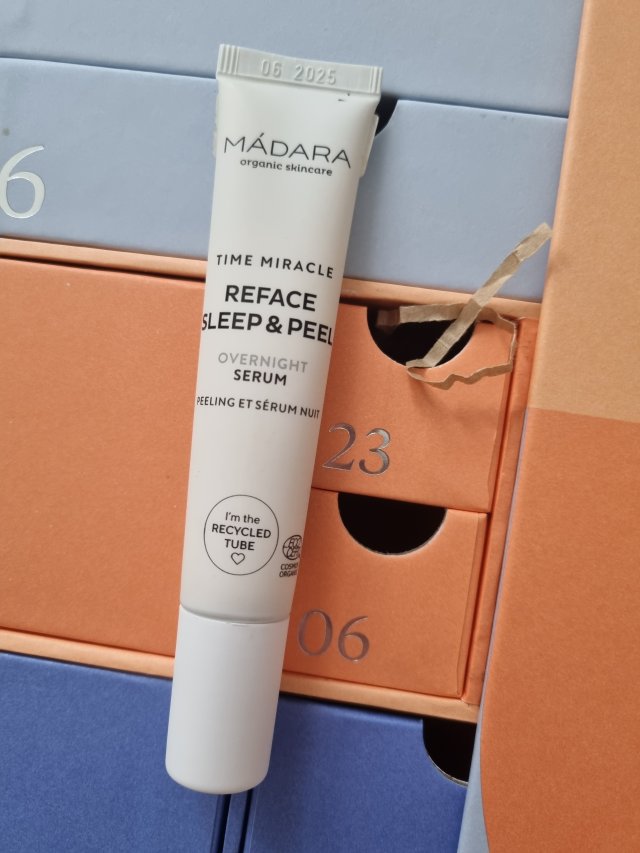 06 2025
MÁDARA
organic skincare
6
TIME MIRACLE
REFACE
SLEEP & PEEL
OVERNIGHT
SERUM
PEELING ET SÉRUM NUIT
23
I'm the
RECYCLED
TUBE
COSMOS
ORGANIC
06